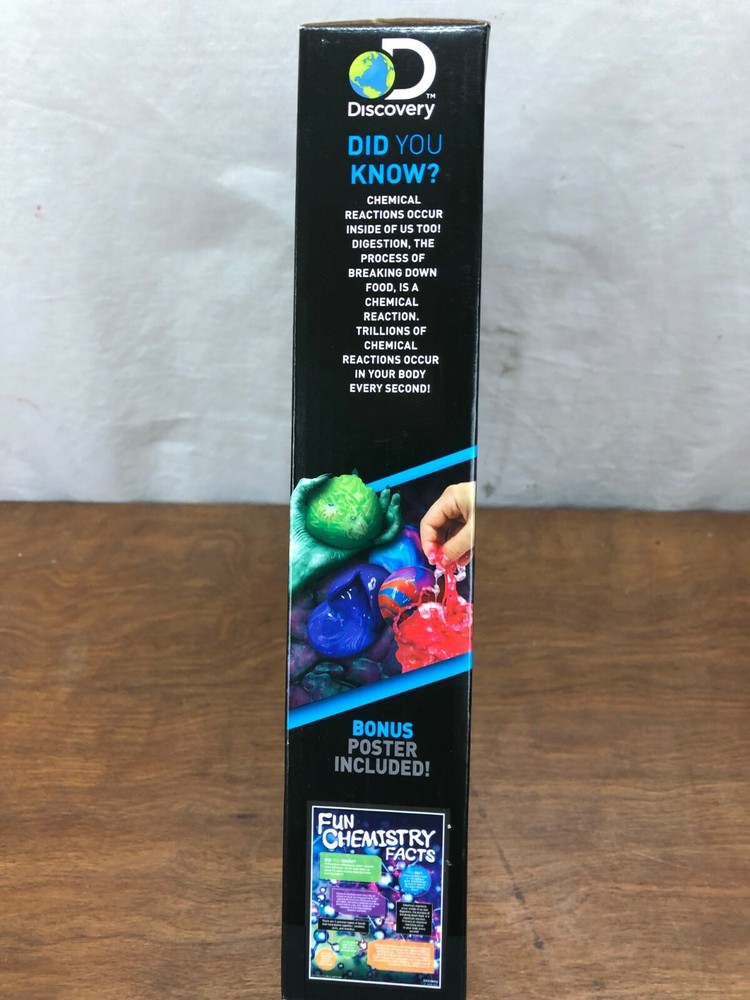 Discovery™
DID YOU
KNOW?
CHEMICAL
REACTIONS OCCUR
INSIDE OF US TOO!
DIGESTION, THE
PROCESS OF
BREAKING DOWN
FOOD, IS A
CHEMICAL
REACTION.
TRILLIONS OF
CHEMICAL
REACTIONS OCCUR
IN YOUR BODY
EVERY SECOND!
BONUS
POSTER
INCLUDED!
FUN
CHEMISTRY
FACTS